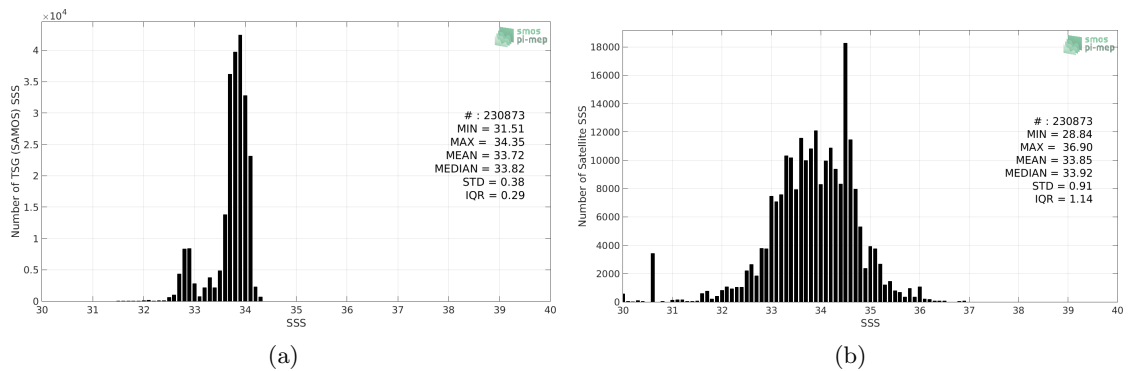 ×10⁴
smos
pi-mep
4
3.5
3
2.5
2
1.5
1
0.5
0
Number of TSG (SAMOS) SSS
# : 230873
MIN = 31.51
MAX = 34.35
MEAN = 33.72
MEDIAN = 33.82
STD = 0.38
IQR = 0.29
30 31 32 33 34 35 36 37 38 39 40
SSS
(a)
smos
pi-mep
18000
16000
14000
12000
10000
8000
6000
4000
2000
0
Number of Satellite SSS
# : 230873
MIN = 28.84
MAX = 36.90
MEAN = 33.85
MEDIAN = 33.92
STD = 0.91
IQR = 1.14
30 31 32 33 34 35 36 37 38 39 40
SSS
(b)